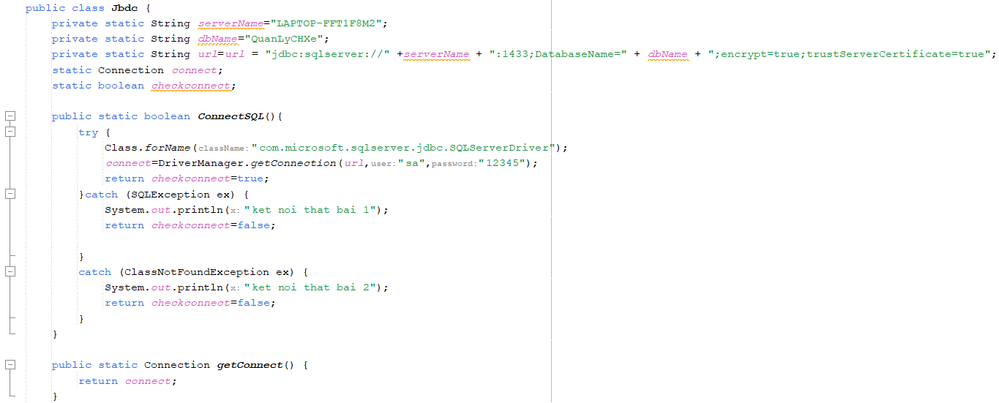 public class Jbdc {
private static String serverName="LAPTOP-FFT1F8M2";
private static String dbName="QuanLyCHXe";
private static String url=url = "jdbc:sqlserver://" +serverName + ":1433;DatabaseName=" + dbName + ";encrypt=true;trustServerCertificate=true";
static Connection connect;
static boolean checkconnect;
public static boolean ConnectSQL(){
try {
Class.forName(className:"com.microsoft.sqlserver.jdbc.SQLServerDriver");
connect=DriverManager.getConnection(url,user:"sa",password:"12345");
return checkconnect=true;
}catch (SQLException ex) {
System.out.println(x:"ket noi that bai 1");
return checkconnect=false;
}
catch (ClassNotFoundException ex) {
System.out.println(x:"ket noi that bai 2");
return checkconnect=false;
}
}
public static Connection getConnect() {
return connect;
}